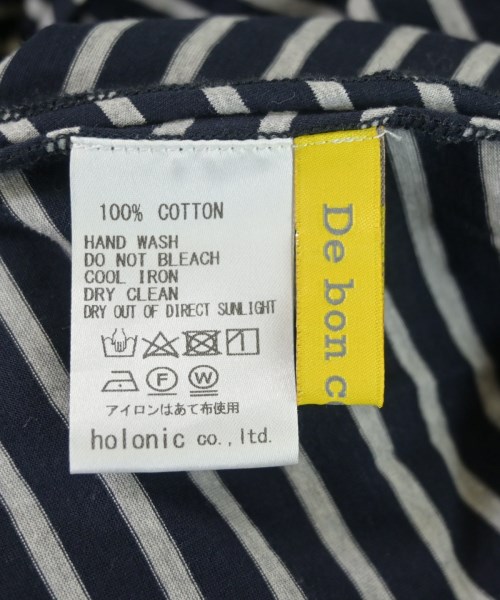 100% COTTON
HAND WASH
DO NOT BLEACH
COOL IRON
DRY CLEAN
DRY OUT OF DIRECT SUNLIGHT
F W
アイロンはあて布使用
holonic co., ltd.
De bon c